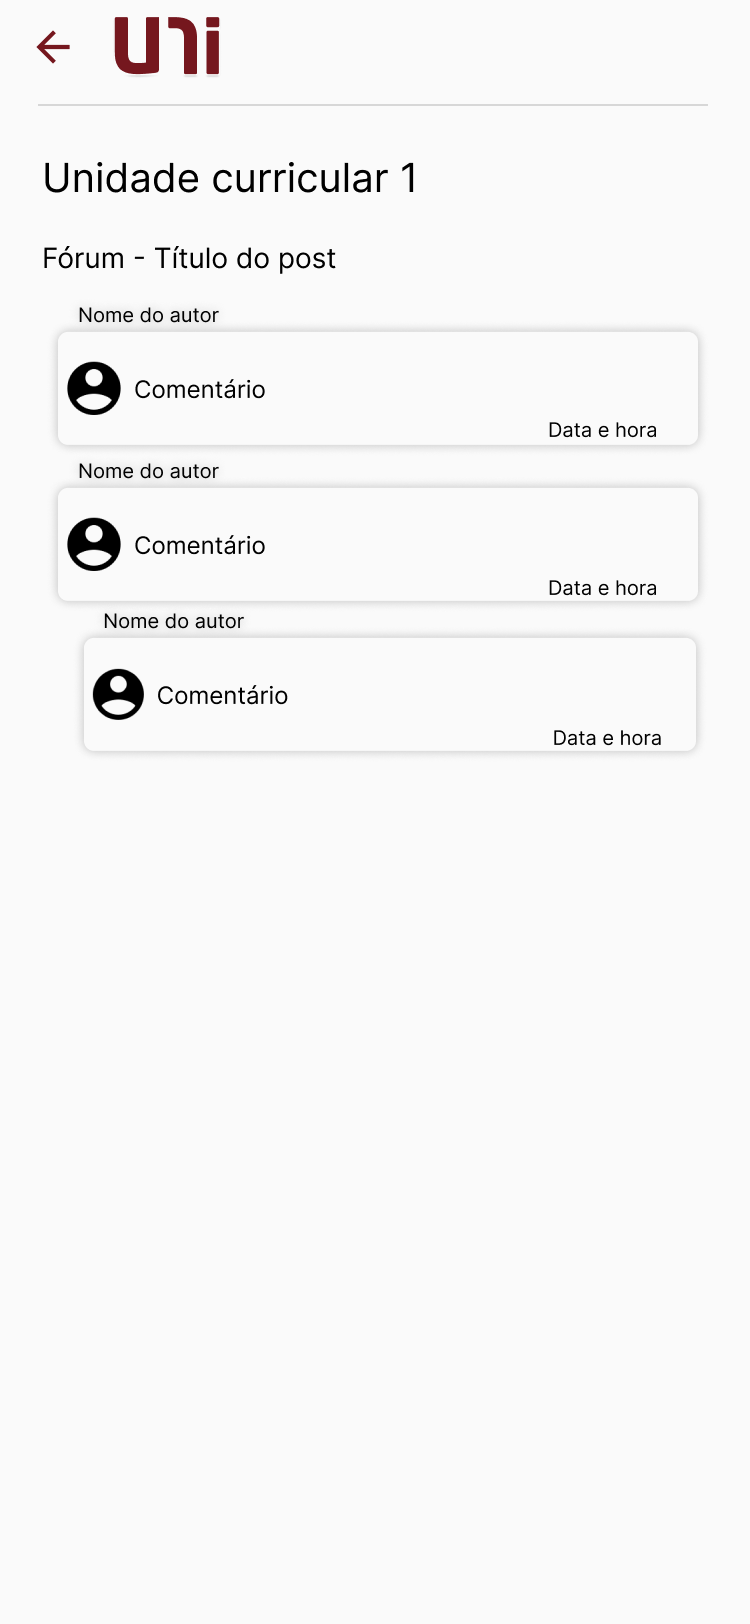 uni
Unidade curricular 1
Fórum - Título do post
Nome do autor
Comentário
Data e hora
Nome do autor
Comentário
Data e hora
Nome do autor
Comentário
Data e hora